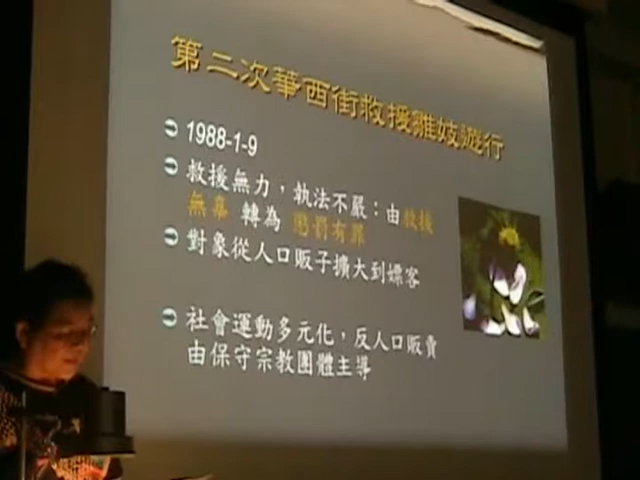 第二次華西街救援雛妓遊行
1988-1-9
救援無力，執法不嚴：由救援
無辜 轉為 懲罰有罪
對象從人口販子擴大到嫖客
社會運動多元化，反人口販賣
由保守宗教團體主導